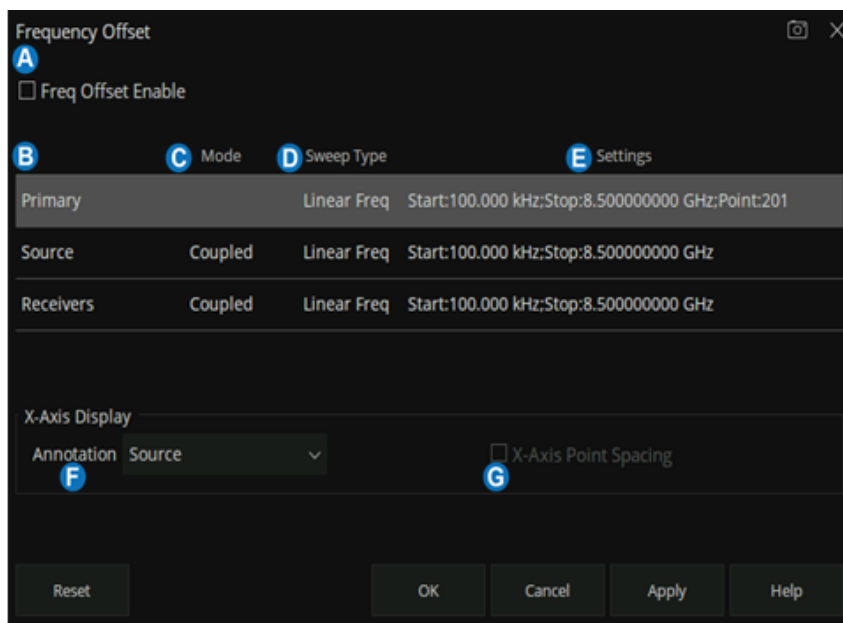 Frequency Offset
A
Freq Offset Enable
B C Mode D Sweep Type E Settings
Primary Linear Freq Start:100.000 kHz;Stop:8.500000000 GHz;Point:201
Source Coupled Linear Freq Start:100.000 kHz;Stop:8.500000000 GHz
Receivers Coupled Linear Freq Start:100.000 kHz;Stop:8.500000000 GHz
X-Axis Display
Annotation Source X-Axis Point Spacing
F G
Reset OK Cancel Apply Help